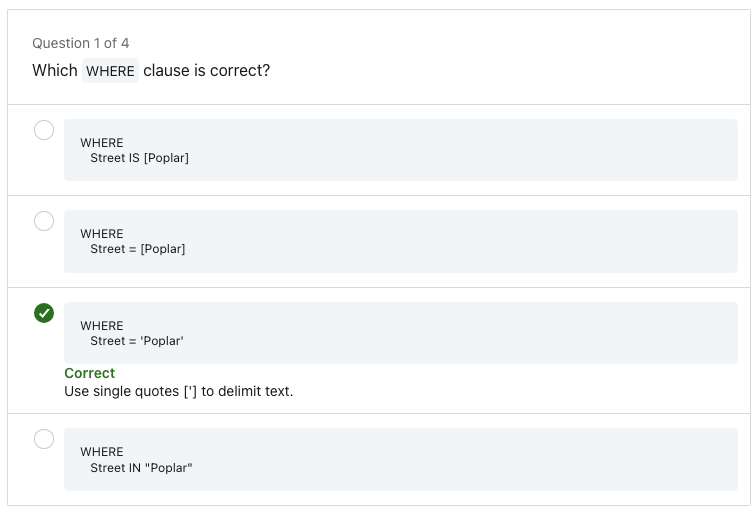 Question 1 of 4
Which WHERE clause is correct?
WHERE
Street IS [Poplar]
WHERE
Street = [Poplar]
WHERE
Street = 'Poplar'
Correct
Use single quotes ['] to delimit text.
WHERE
Street IN "Poplar"